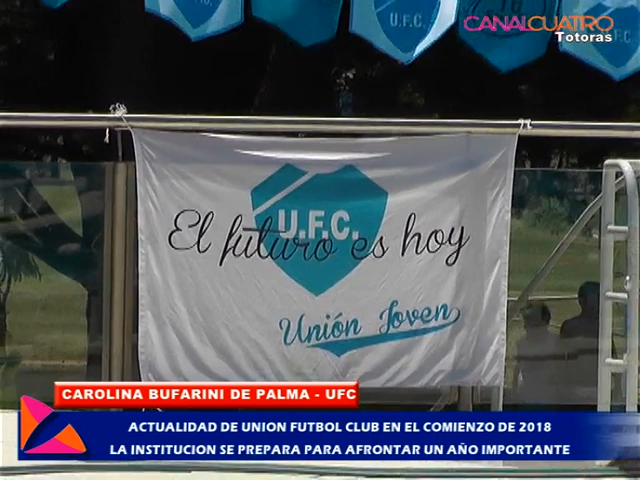 U.F.C.
U.F.C.
CANALCUATRO
Totoras
U.F.C.
El futuro es hoy
Unión Joven
CAROLINA BUFARINI DE PALMA - UFC
ACTUALIDAD DE UNION FUTBOL CLUB EN EL COMIENZO DE 2018
LA INSTITUCION SE PREPARA PARA AFRONTAR UN AÑO IMPORTANTE